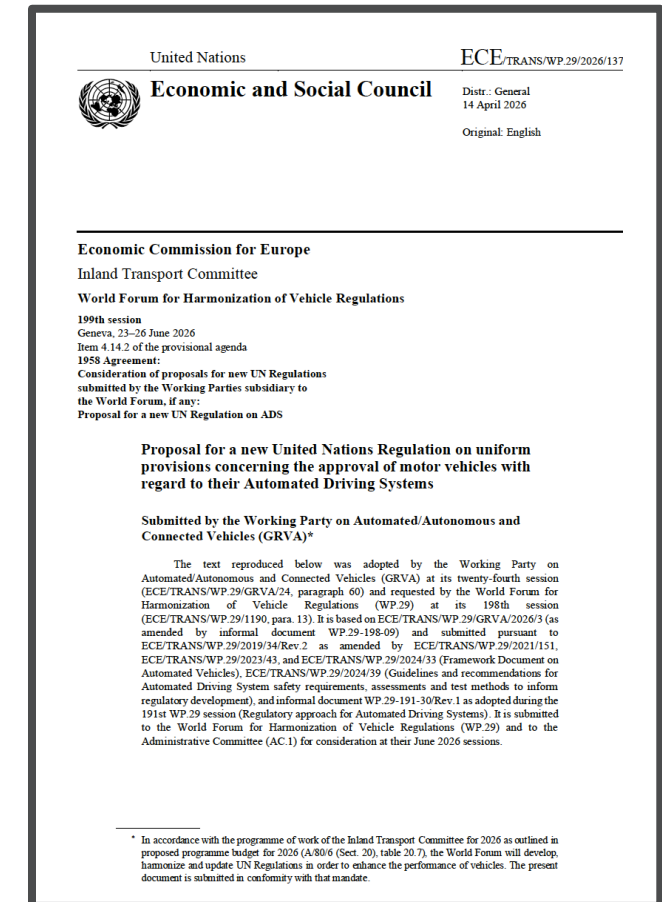 United Nations
ECE/TRANS/WP.29/2026/137
Economic and Social Council
Distr.: General
14 April 2026
Original: English
Economic Commission for Europe
Inland Transport Committee
World Forum for Harmonization of Vehicle Regulations
199th session
Geneva, 23–26 June 2026
Item 4.14.2 of the provisional agenda
1958 Agreement:
Consideration of proposals for new UN Regulations
submitted by the Working Parties subsidiary to
the World Forum, if any:
Proposal for a new UN Regulation on ADS
Proposal for a new United Nations Regulation on uniform
provisions concerning the approval of motor vehicles with
regard to their Automated Driving Systems
Submitted by the Working Party on Automated/Autonomous and
Connected Vehicles (GRVA)*
The text reproduced below was adopted by the Working Party on
Automated/Autonomous and Connected Vehicles (GRVA) at its twenty-fourth session
(ECE/TRANS/WP.29/GRVA/24, paragraph 60) and requested by the World Forum for
Harmonization of Vehicle Regulations (WP.29) at its 198th session
(ECE/TRANS/WP.29/1190, para. 13). It is based on ECE/TRANS/WP.29/GRVA/2026/3 (as
amended by informal document WP.29-198-09) and submitted pursuant to
ECE/TRANS/WP.29/2019/34/Rev.2 as amended by ECE/TRANS/WP.29/2021/151,
ECE/TRANS/WP.29/2023/43, and ECE/TRANS/WP.29/2024/33 (Framework Document on
Automated Vehicles), ECE/TRANS/WP.29/2024/39 (Guidelines and recommendations for
Automated Driving System safety requirements, assessments and test methods to inform
regulatory development), and informal document WP.29-191-30/Rev.1 as adopted during the
191st WP.29 session (Regulatory approach for Automated Driving Systems). It is submitted
to the World Forum for Harmonization of Vehicle Regulations (WP.29) and to the
Administrative Committee (AC.1) for consideration at their June 2026 sessions.
* In accordance with the programme of work of the Inland Transport Committee for 2026 as outlined in
proposed programme budget for 2026 (A/80/6 (Sect. 20), table 20.7), the World Forum will develop,
harmonize and update UN Regulations in order to enhance the performance of vehicles. The present
document is submitted in conformity with that mandate.